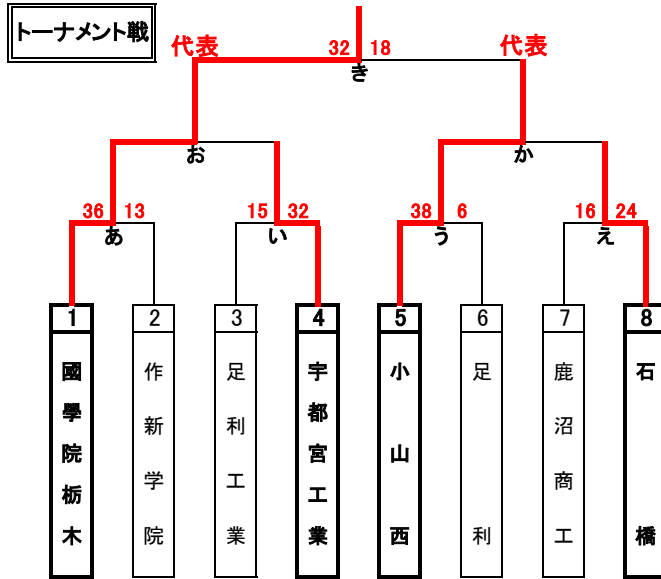 トーナメント戦
代表 32 18 代表
き
お か
36 13 15 32 38 6 16 24
あ い う え
1 2 3 4 5 6 7 8
國學院栃木
作新学院
足利工業
宇都宮工業
小山西
足利
鹿沼商工
石橋